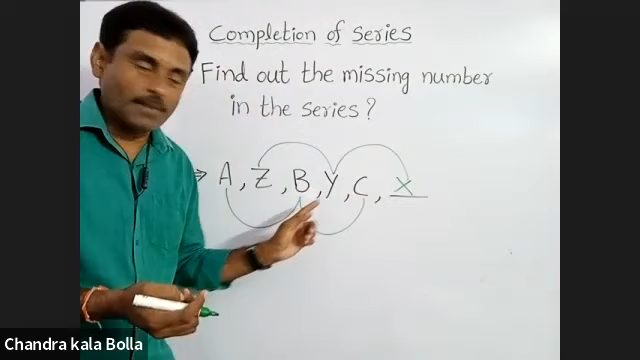 Completion of series
Find out the missing number
in the series?
⇒ A, Z, B, Y, C, X
Chandra kala Bolla